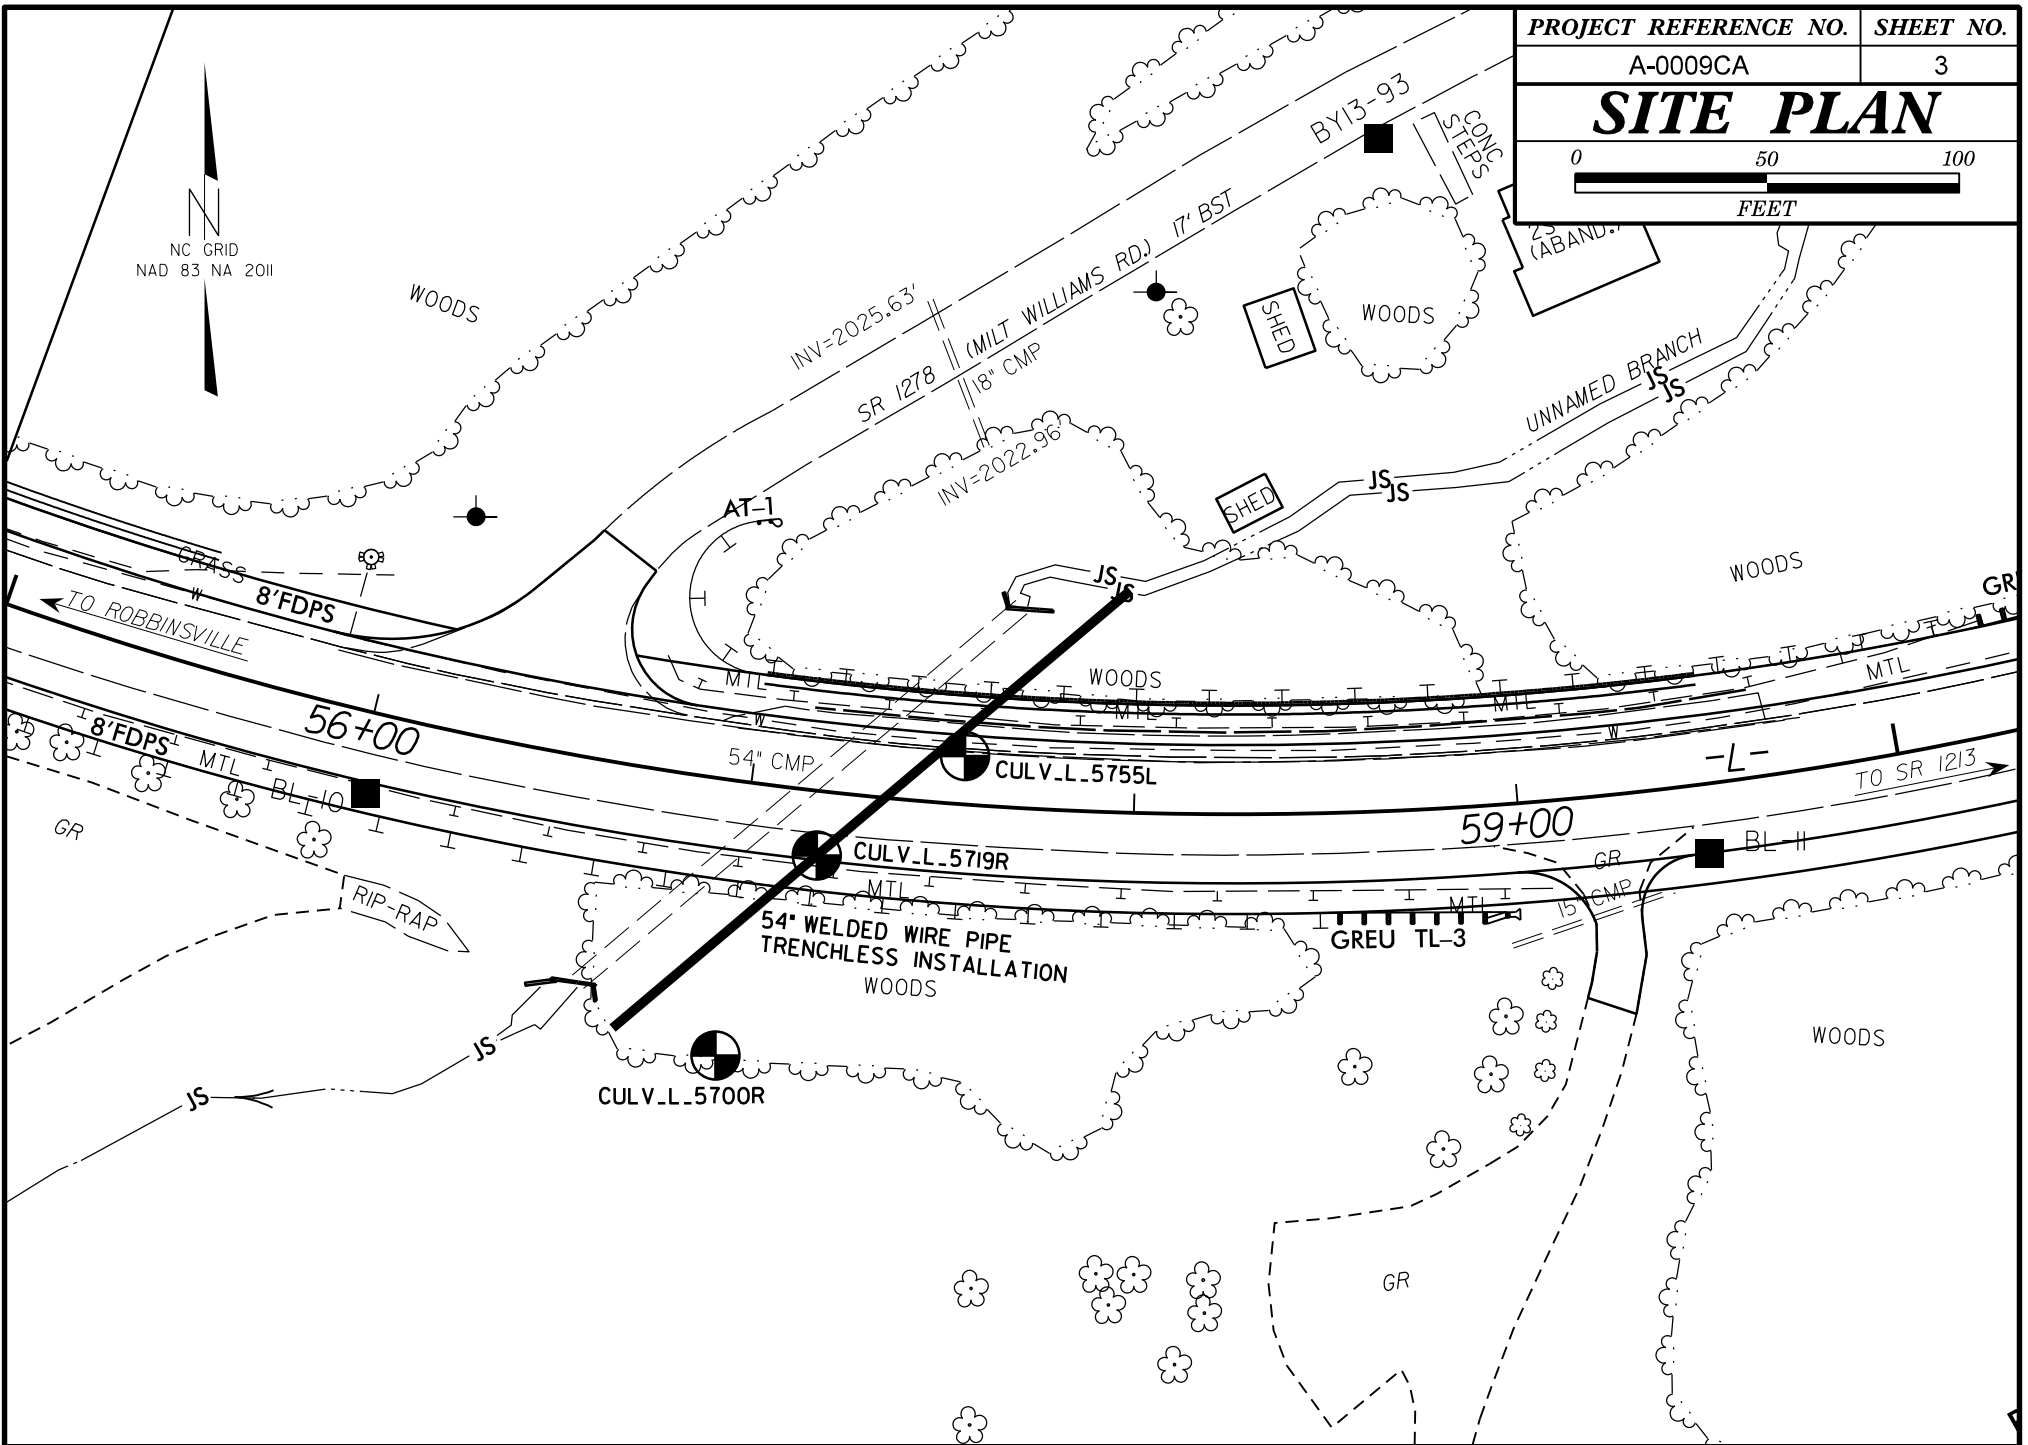 PROJECT REFERENCE NO. SHEET NO.
A-0009CA 3
SITE PLAN
0 50 100
FEET
N
NC GRID
NAD 83 NA 2011
WOODS
BY13-93
CONC
STEPS
(ABAND.)
INV=2025.63'
SR 1278 (MILT WILLIAMS RD.) 17' BST
18" CMP
INV=2022.96'
SHED
WOODS
UNNAMED BRANCH
JS
JS
JS
JS
SHED
AT-1
GRASS
W
8'FDPS
TO ROBBINSVILLE
JS
JS
WOODS
WOODS
MTL
MTL
MTL
MTL
W
W
56+00
8'FDPS
MTL
BL-10
54" CMP
CULV_L_5755L
-L-
TO SR 1213
CULV_L_5719R
59+00
GR
BL-11
MTL
MTL
15" CMP
GR
RIP-RAP
54" WELDED WIRE PIPE
TRENCHLESS INSTALLATION
GREU TL-3
WOODS
WOODS
JS
JS
CULV_L_5700R
GR